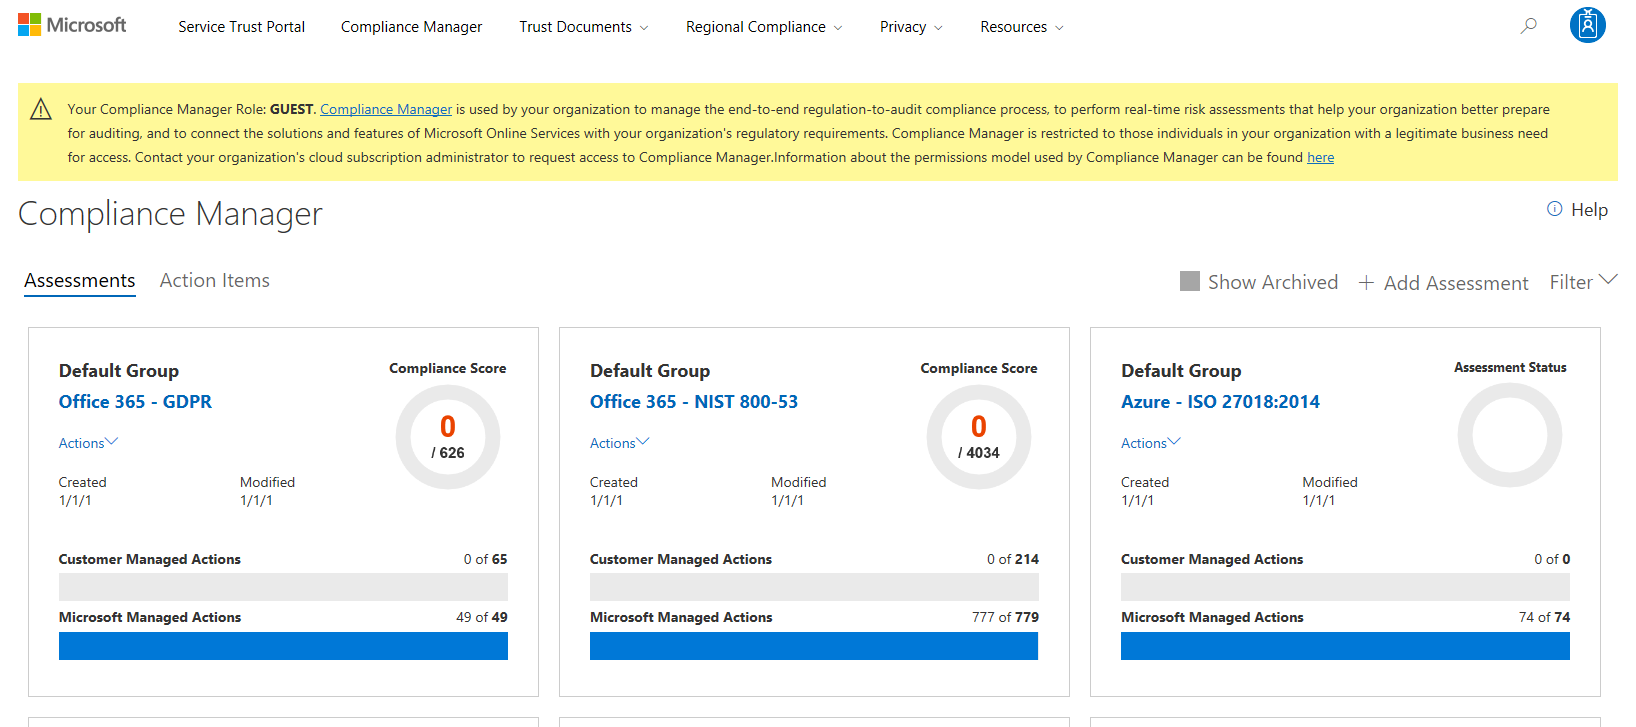 Microsoft
Service Trust Portal Compliance Manager Trust Documents Regional Compliance Privacy Resources
Your Compliance Manager Role: GUEST. Compliance Manager is used by your organization to manage the end-to-end regulation-to-audit compliance process, to perform real-time risk assessments that help your organization better prepare
for auditing, and to connect the solutions and features of Microsoft Online Services with your organization's regulatory requirements. Compliance Manager is restricted to those individuals in your organization with a legitimate business need
for access. Contact your organization's cloud subscription administrator to request access to Compliance Manager.Information about the permissions model used by Compliance Manager can be found here
Compliance Manager
Help
Assessments Action Items
Show Archived + Add Assessment Filter
Default Group
Compliance Score
Office 365 - GDPR
0
/ 626
Actions
Created Modified
1/1/1 1/1/1
Customer Managed Actions 0 of 65
Microsoft Managed Actions 49 of 49
Default Group
Compliance Score
Office 365 - NIST 800-53
0
/ 4034
Actions
Created Modified
1/1/1 1/1/1
Customer Managed Actions 0 of 214
Microsoft Managed Actions 777 of 779
Default Group
Assessment Status
Azure - ISO 27018:2014
Actions
Created Modified
1/1/1 1/1/1
Customer Managed Actions 0 of 0
Microsoft Managed Actions 74 of 74